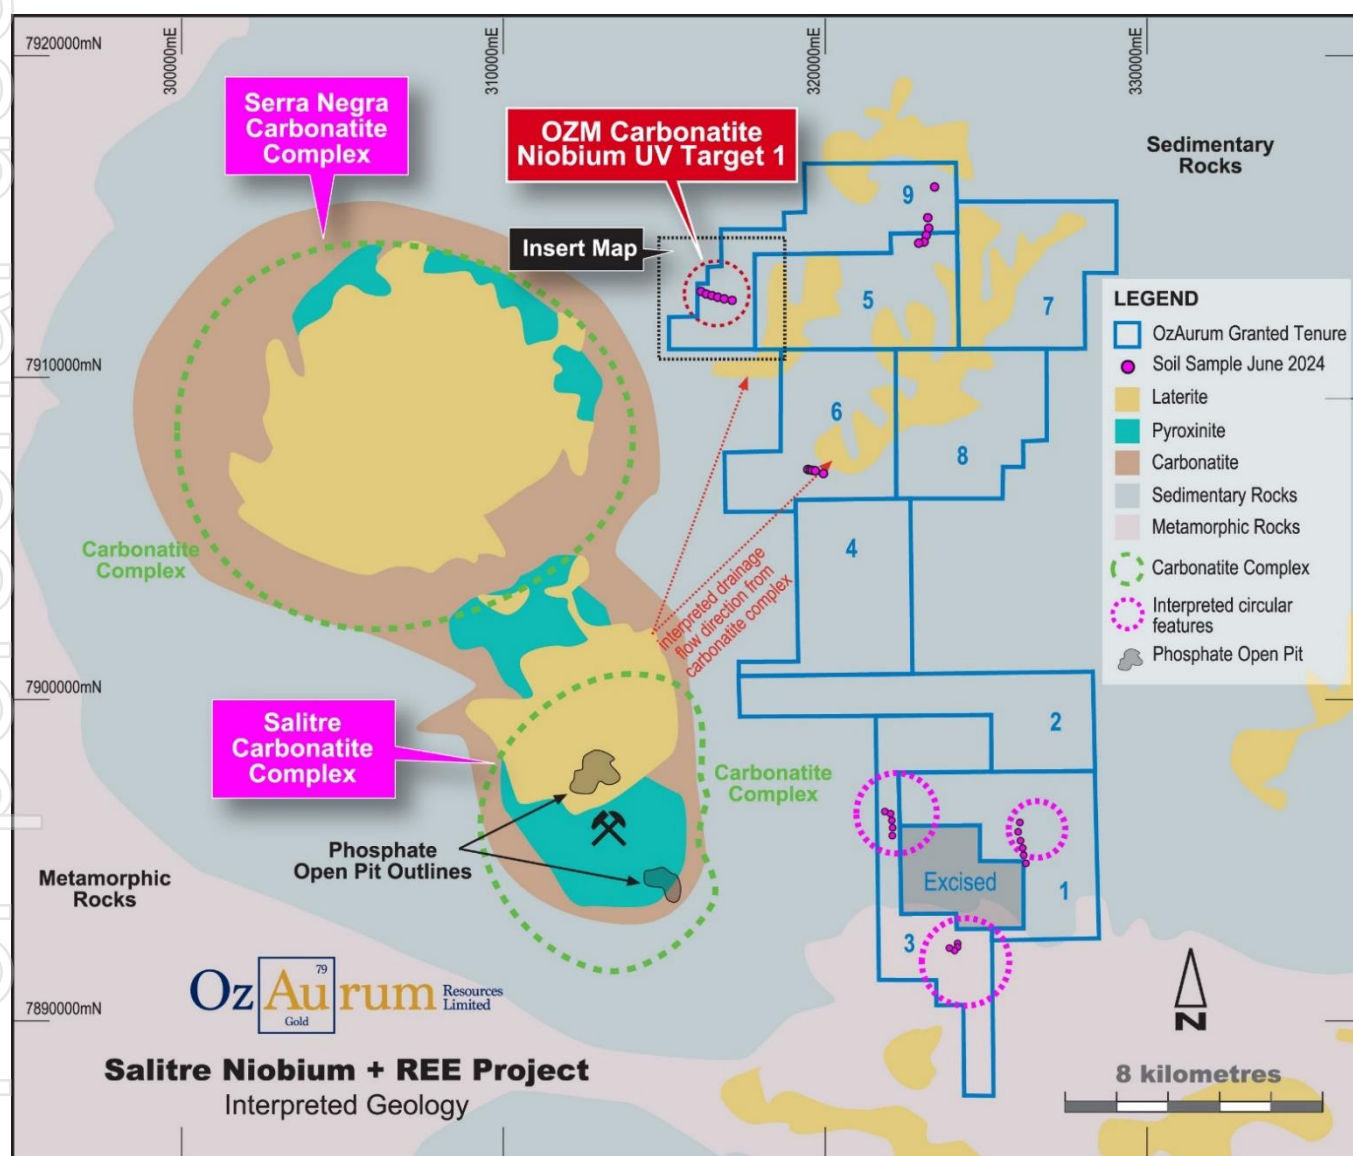 7920000mN
300000mE
310000mE
320000mE
330000mE
Serra Negra
Carbonatite
Complex
OZM Carbonatite
Niobium UV Target 1
Sedimentary
Rocks
Insert Map
9
5
7
LEGEND
OzAurum Granted Tenure
Soil Sample June 2024
Laterite
Pyroxinite
Carbonatite
Sedimentary Rocks
Metamorphic Rocks
Carbonatite Complex
Interpreted circular
features
Phosphate Open Pit
7910000mN
6
8
4
Carbonatite
Complex
interpreted drainage
flow direction from
carbonatite complex
7900000mN
2
Salitre
Carbonatite
Complex
Carbonatite
Complex
Phosphate
Open Pit Outlines
Metamorphic
Rocks
Excised
1
3
7890000mN
OzAurum
79
Gold
Resources
Limited
N
Salitre Niobium + REE Project
Interpreted Geology
8 kilometres